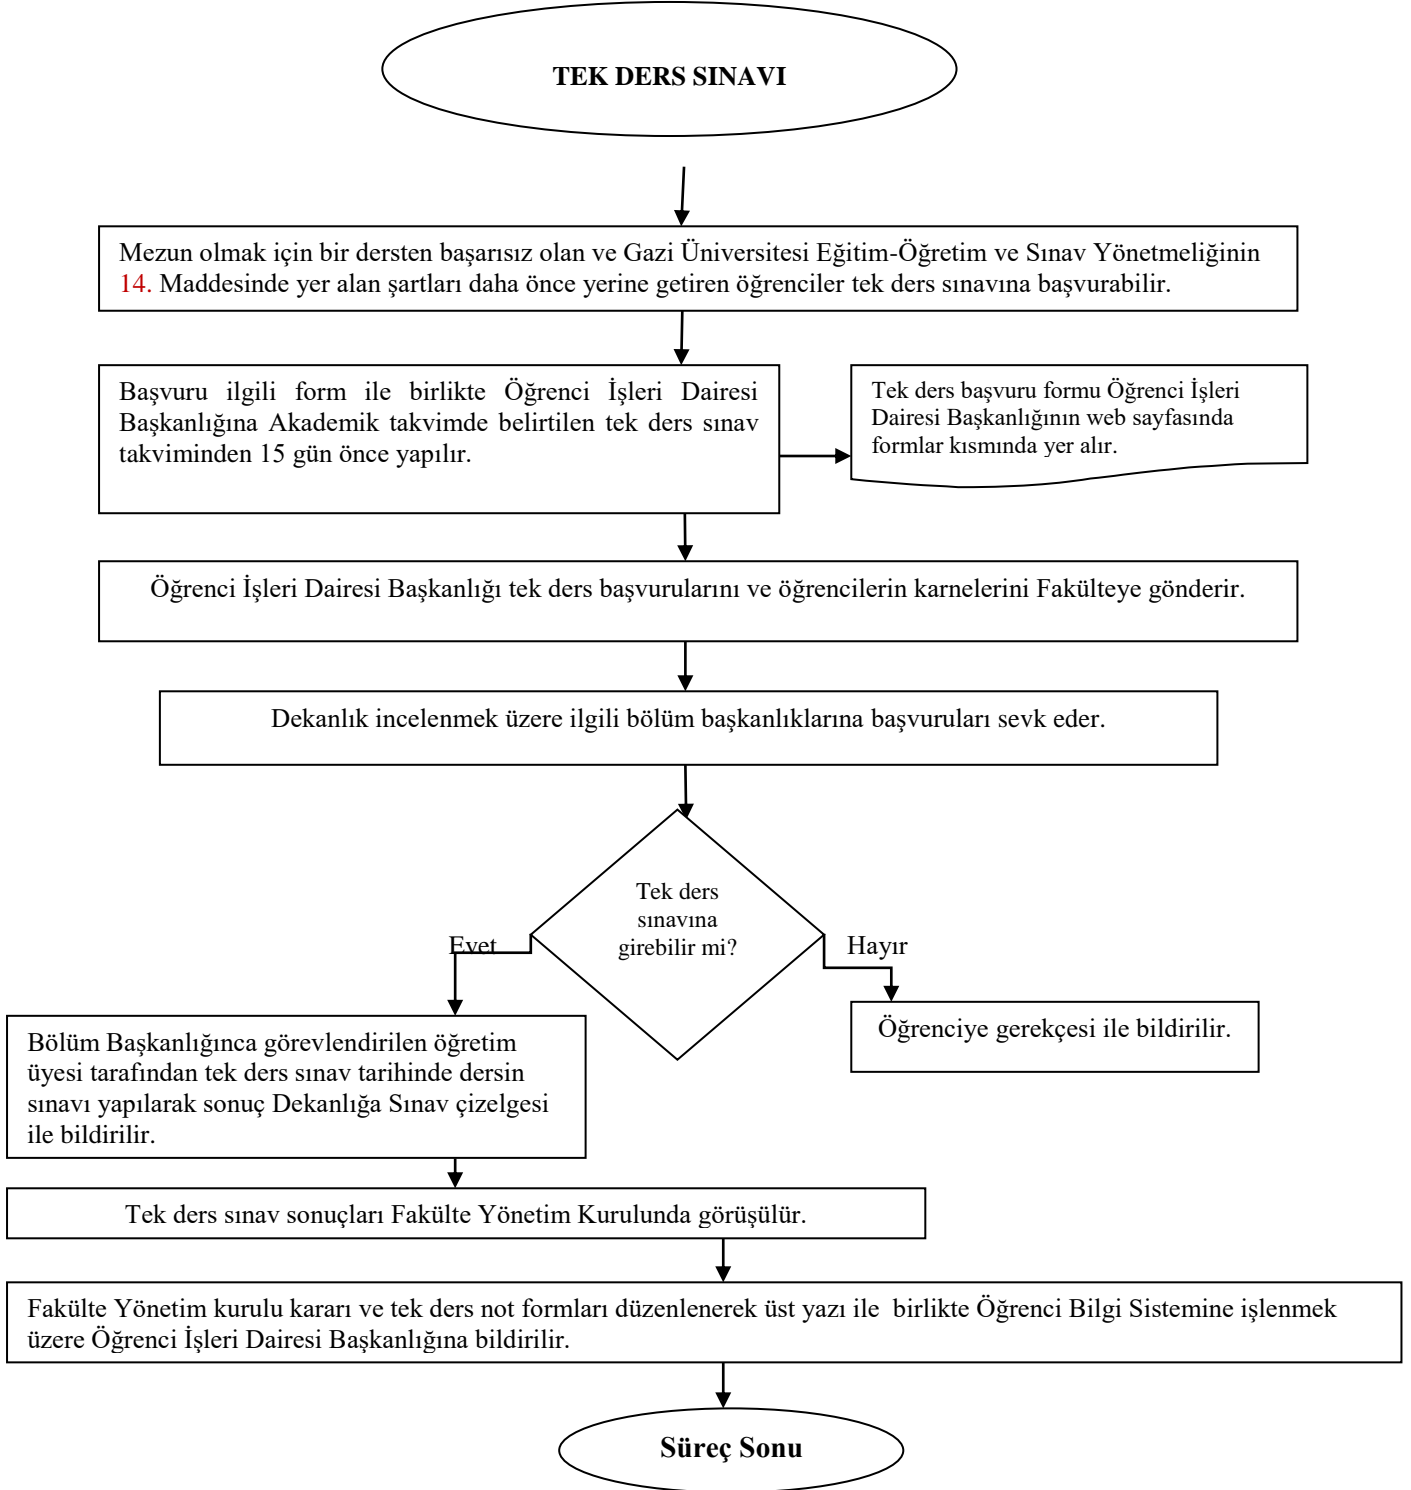 TEK DERS SINAVI
Mezun olmak için bir dersten başarısız olan ve Gazi Üniversitesi Eğitim-Öğretim ve Sınav Yönetmeliğinin
14. Maddesinde yer alan şartları daha önce yerine getiren öğrenciler tek ders sınavına başvurabilir.
Başvuru ilgili form ile birlikte Öğrenci İşleri Dairesi
Başkanlığına Akademik takvimde belirtilen tek ders sınav
takviminden 15 gün önce yapılır.
Tek ders başvuru formu Öğrenci İşleri
Dairesi Başkanlığının web sayfasında
formlar kısmında yer alır.
Öğrenci İşleri Dairesi Başkanlığı tek ders başvurularını ve öğrencilerin karnelerini Fakülteye gönderir.
Dekanlık incelenmek üzere ilgili bölüm başkanlıklarına başvuruları sevk eder.
Tek ders
sınavına
girebilir mi?
Evet
Hayır
Öğrenciye gerekçesi ile bildirilir.
Bölüm Başkanlığınca görevlendirilen öğretim
üyesi tarafından tek ders sınav tarihinde dersin
sınavı yapılarak sonuç Dekanlığa Sınav çizelgesi
ile bildirilir.
Tek ders sınav sonuçları Fakülte Yönetim Kurulunda görüşülür.
Fakülte Yönetim kurulu kararı ve tek ders not formları düzenlenerek üst yazı ile  birlikte Öğrenci Bilgi Sistemine işlenmek
üzere Öğrenci İşleri Dairesi Başkanlığına bildirilir.
Süreç Sonu